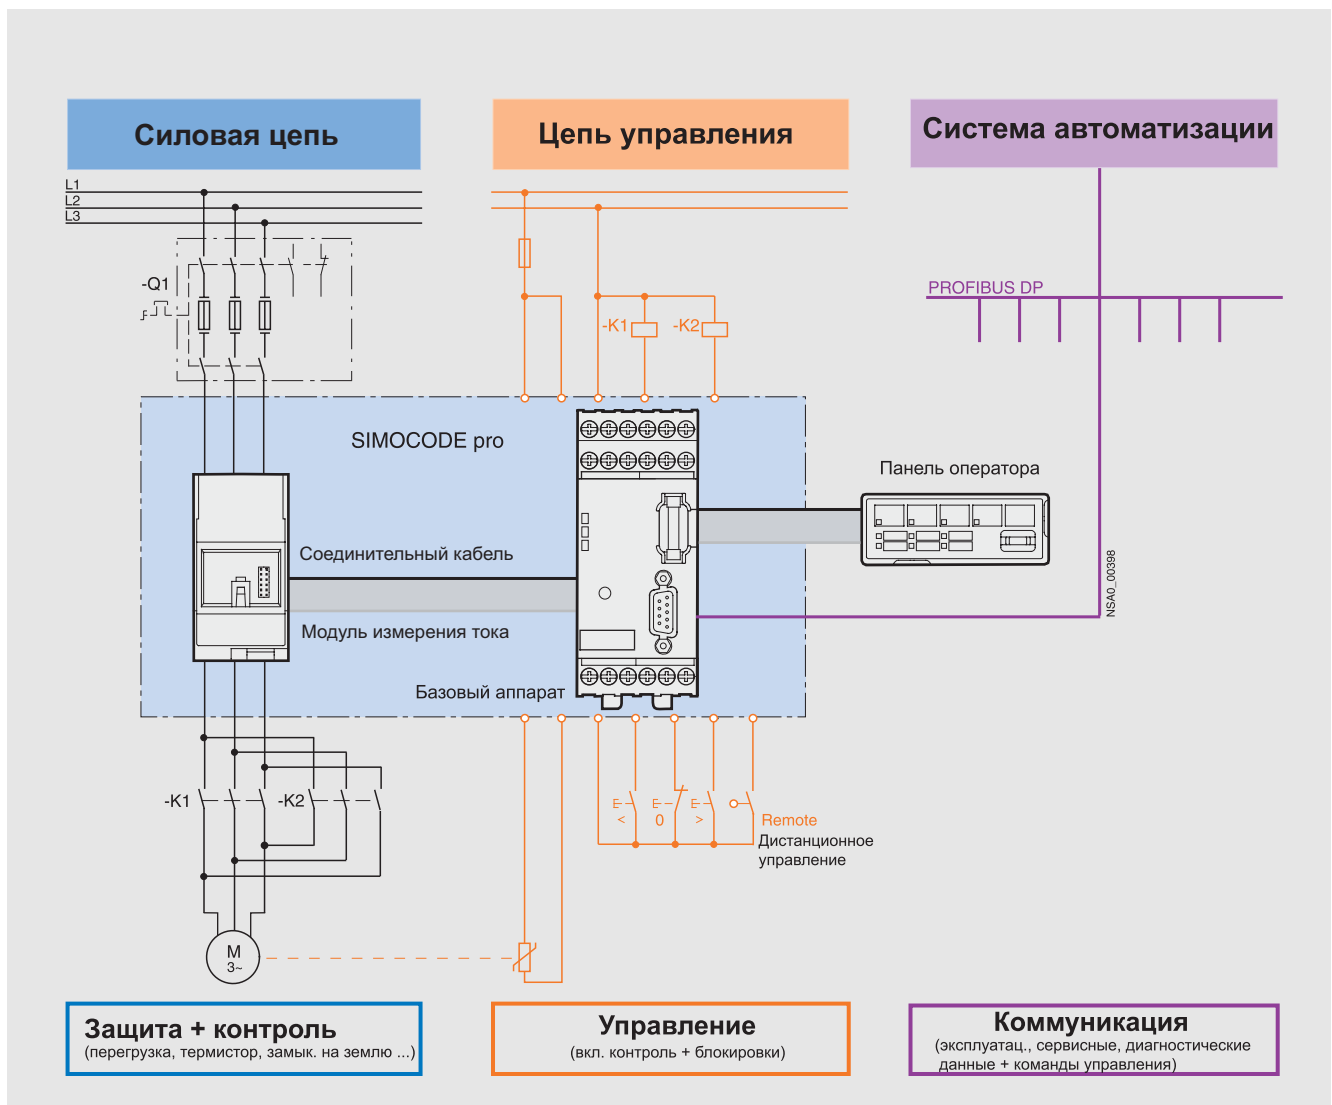 Силовая цепь
Цепь управления
Система автоматизации
L1
L2
L3
-Q1
-K1
-K2
PROFIBUS DP
SIMOCODE pro
Панель оператора
Соединительный кабель
Модуль измерения тока
Базовый аппарат
NSA0_00398
-K1
-K2
E
<
E
0
E
>
Remote
Дистанционное
управление
M
3~
Защита + контроль
(перегрузка, термистор, замык. на землю ...)
Управление
(вкл. контроль + блокировки)
Коммуникация
(эксплуатац., сервисные, диагностические
данные + команды управления)